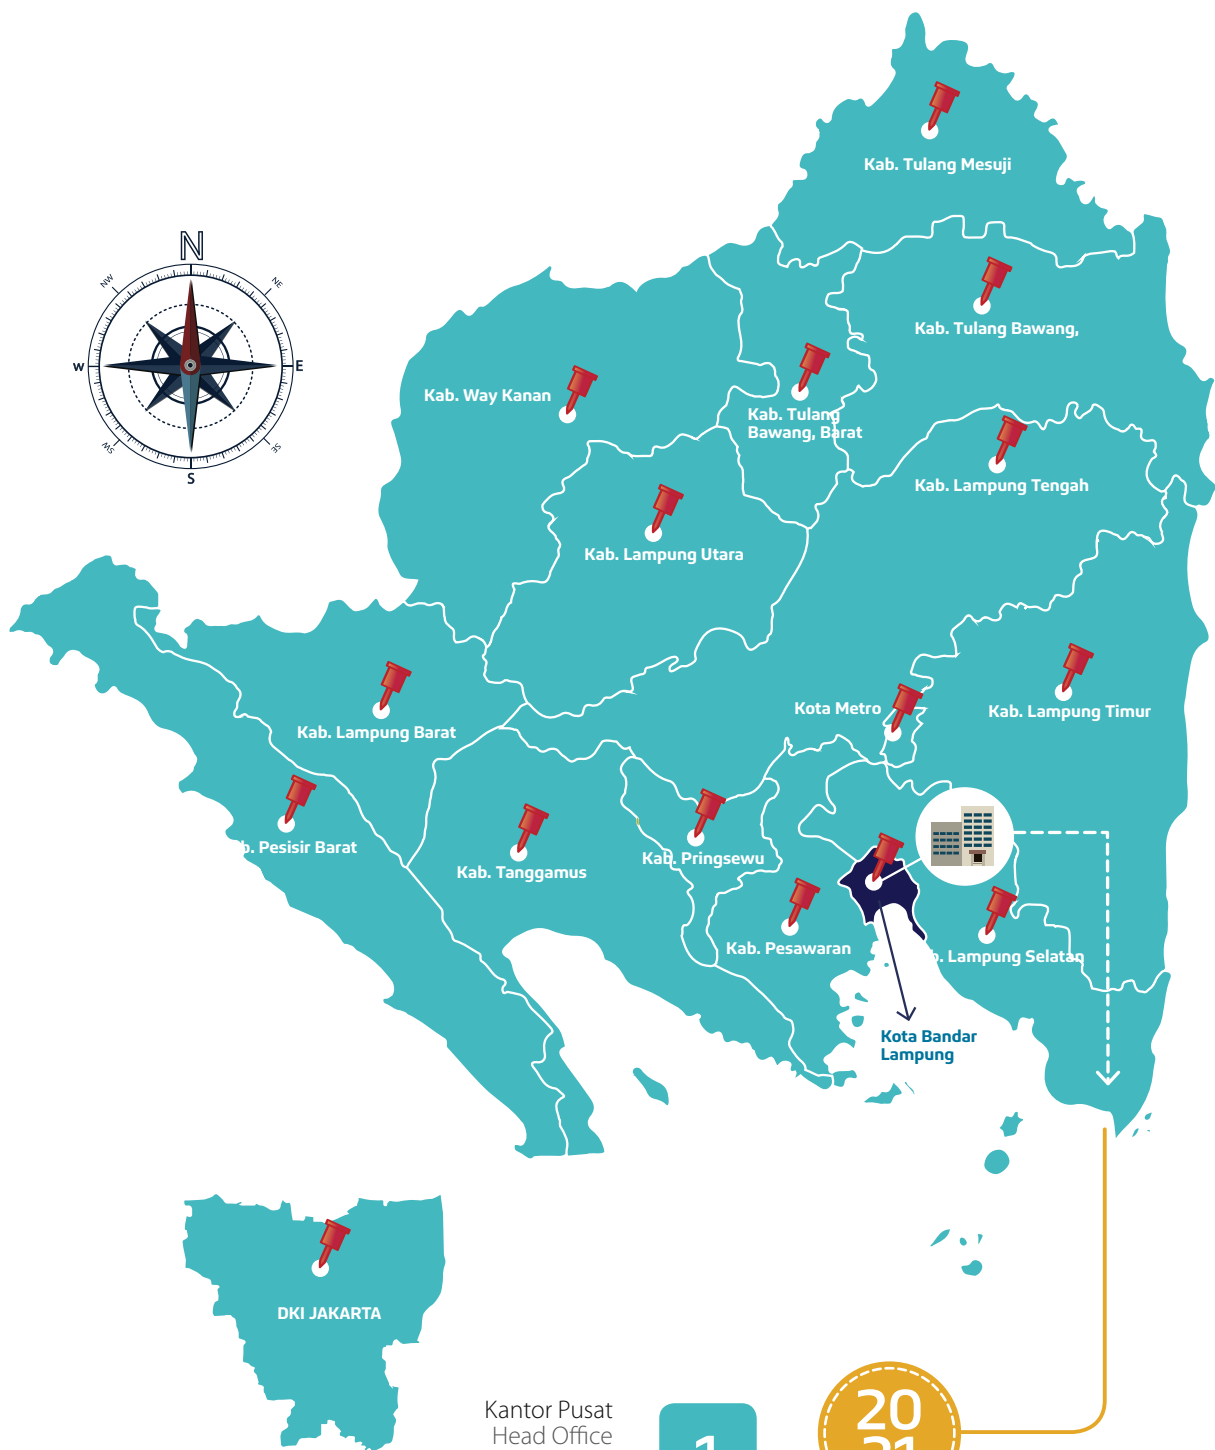 Kab. Tulang Mesuji
N
NW
NE
W
E
SW
SE
S
Kab. Tulang Bawang,
Kab. Way Kanan
Kab. Tulang
Bawang, Barat
Kab. Lampung Tengah
Kab. Lampung Utara
Kota Metro
Kab. Lampung Timur
Kab. Lampung Barat
b. Pesisir Barat
Kab. Tanggamus
Kab. Pringsewu
Kab. Pesawaran
b. Lampung Selatan
Kota Bandar
Lampung
DKI JAKARTA
Kantor Pusat
Head Office
1
20
21